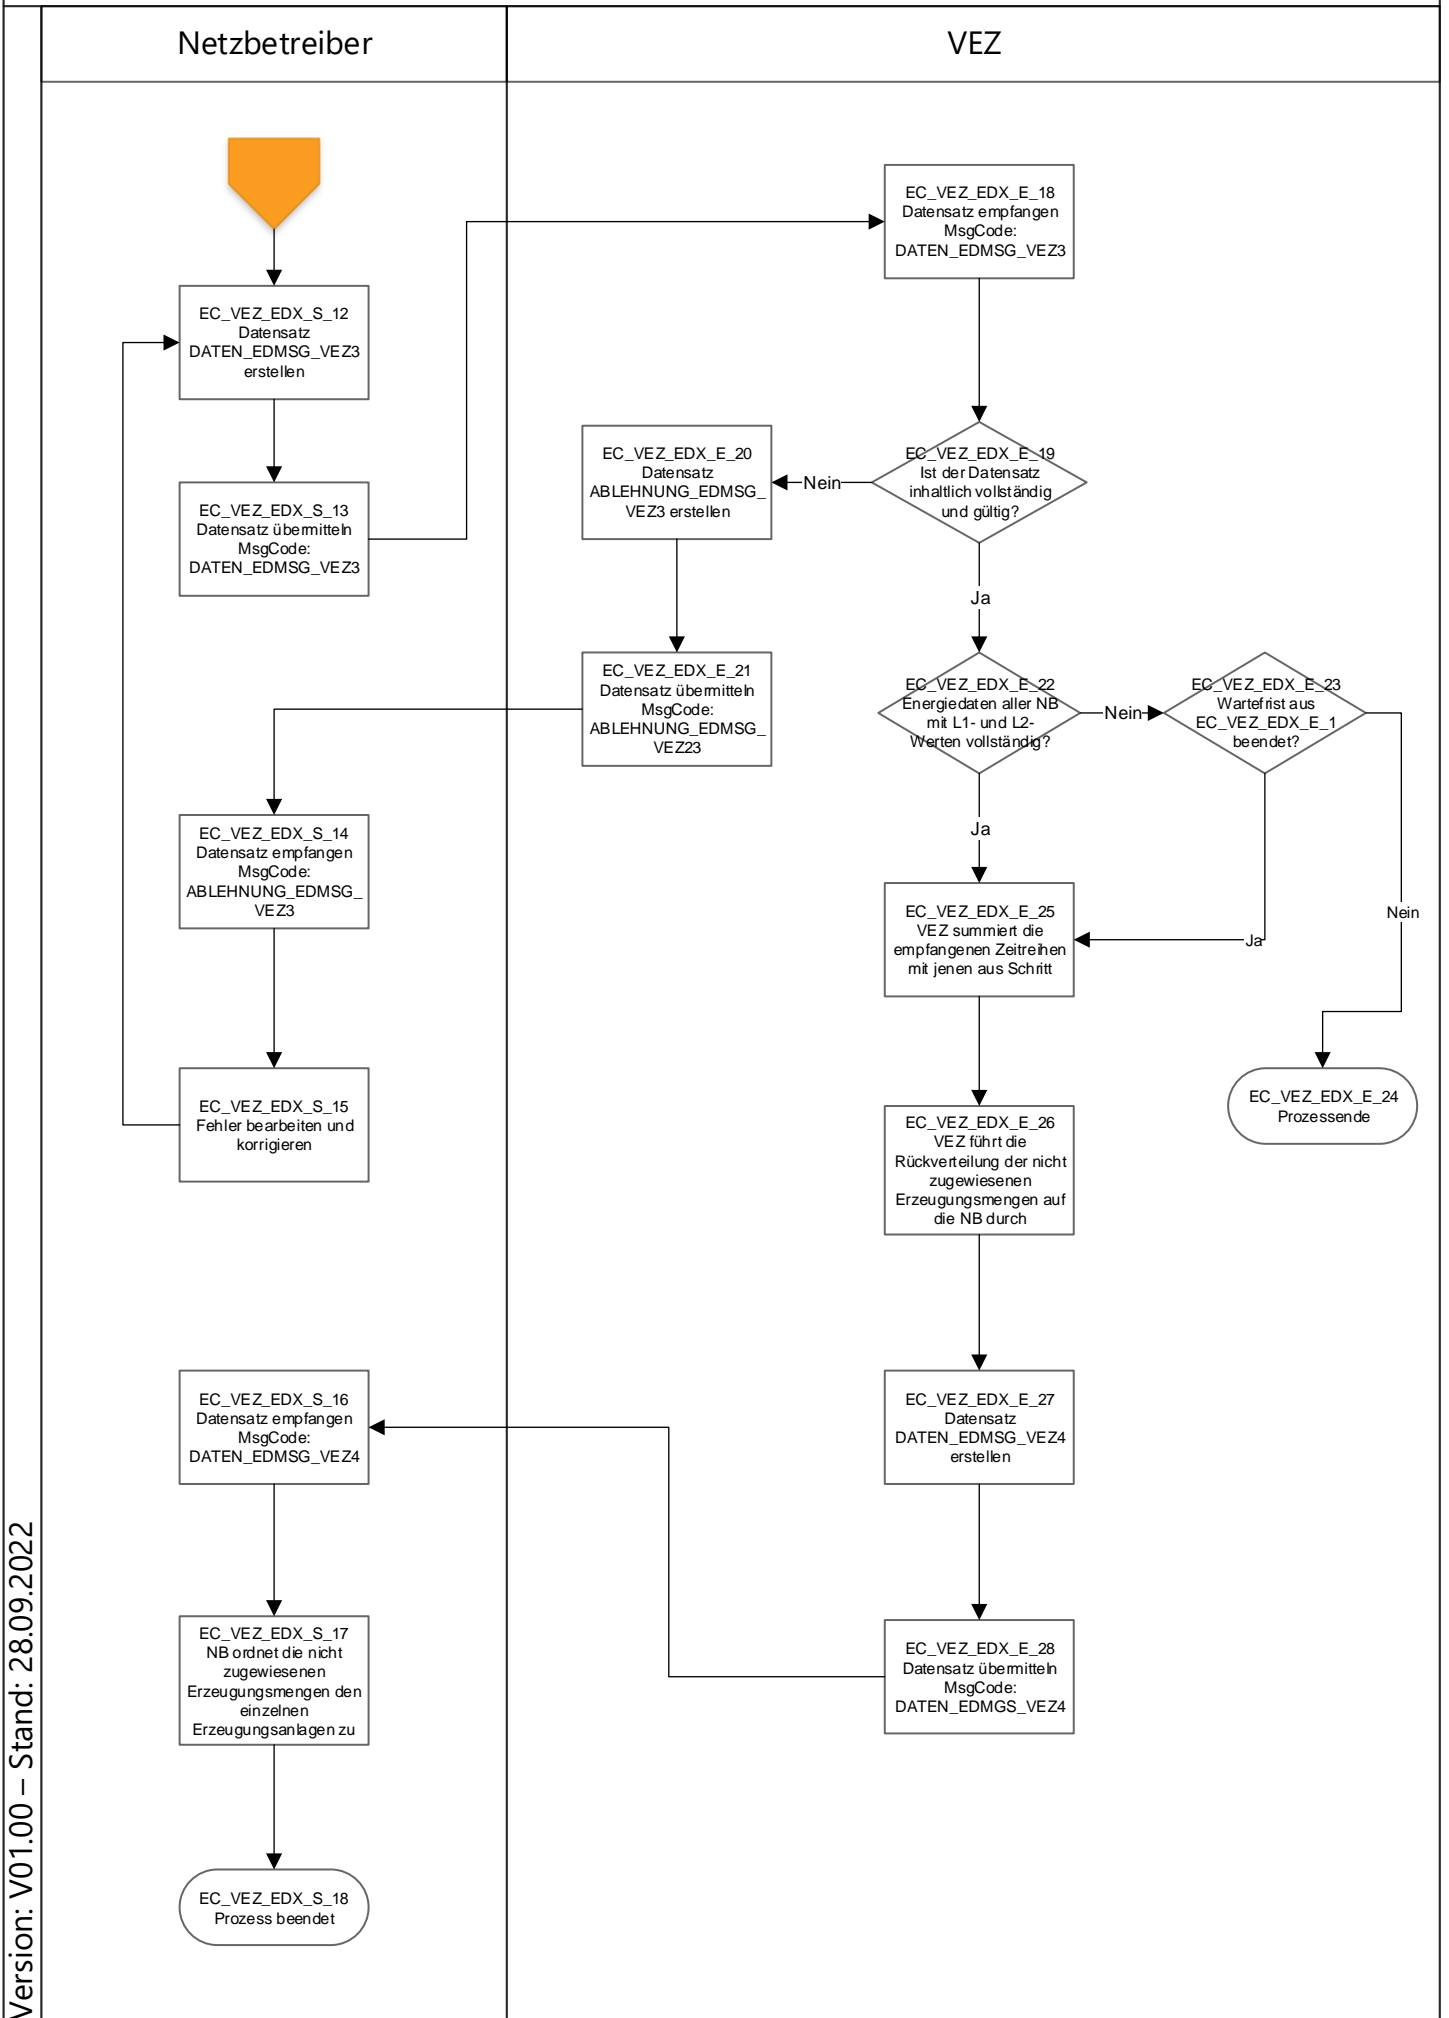 Netzbetreiber
VEZ
EC_VEZ_EDX_S_12
Datensatz
DATEN_EDMSG_VEZ3
erstellen
EC_VEZ_EDX_S_13
Datensatz übermitteln
MsgCode:
DATEN_EDMSG_VEZ3
EC_VEZ_EDX_E_18
Datensatz empfangen
MsgCode:
DATEN_EDMSG_VEZ3
EC_VEZ_EDX_E_19
Ist der Datensatz
inhaltlich vollständig
und gültig?
Nein
EC_VEZ_EDX_E_20
Datensatz
ABLEHNUNG_EDMSG_
VEZ3 erstellen
EC_VEZ_EDX_E_21
Datensatz übermitteln
MsgCode:
ABLEHNUNG_EDMSG_
VEZ23
EC_VEZ_EDX_S_14
Datensatz empfangen
MsgCode:
ABLEHNUNG_EDMSG_
VEZ3
EC_VEZ_EDX_S_15
Fehler bearbeiten und
korrigieren
Ja
EC_VEZ_EDX_E_22
Energiedaten aller NB
mit L1- und L2-
Werten vollständig?
Nein
EC_VEZ_EDX_E_23
Wartefrist aus
EC_VEZ_EDX_E_1
beendet?
Ja
Ja
Nein
EC_VEZ_EDX_E_24
Prozessende
EC_VEZ_EDX_E_25
VEZ summiert die
empfangenen Zeitreihen
mit jenen aus Schritt
EC_VEZ_EDX_E_26
VEZ führt die
Rückverteilung der nicht
zugewiesenen
Erzeugungsmengen auf
die NB durch
EC_VEZ_EDX_E_27
Datensatz
DATEN_EDMSG_VEZ4
erstellen
EC_VEZ_EDX_E_28
Datensatz übermitteln
MsgCode:
DATEN_EDMGS_VEZ4
EC_VEZ_EDX_S_16
Datensatz empfangen
MsgCode:
DATEN_EDMSG_VEZ4
EC_VEZ_EDX_S_17
NB ordnet die nicht
zugewiesenen
Erzeugungsmengen den
einzelnen
Erzeugungsanlagen zu
EC_VEZ_EDX_S_18
Prozess beendet
Version: V01.00 – Stand: 28.09.2022